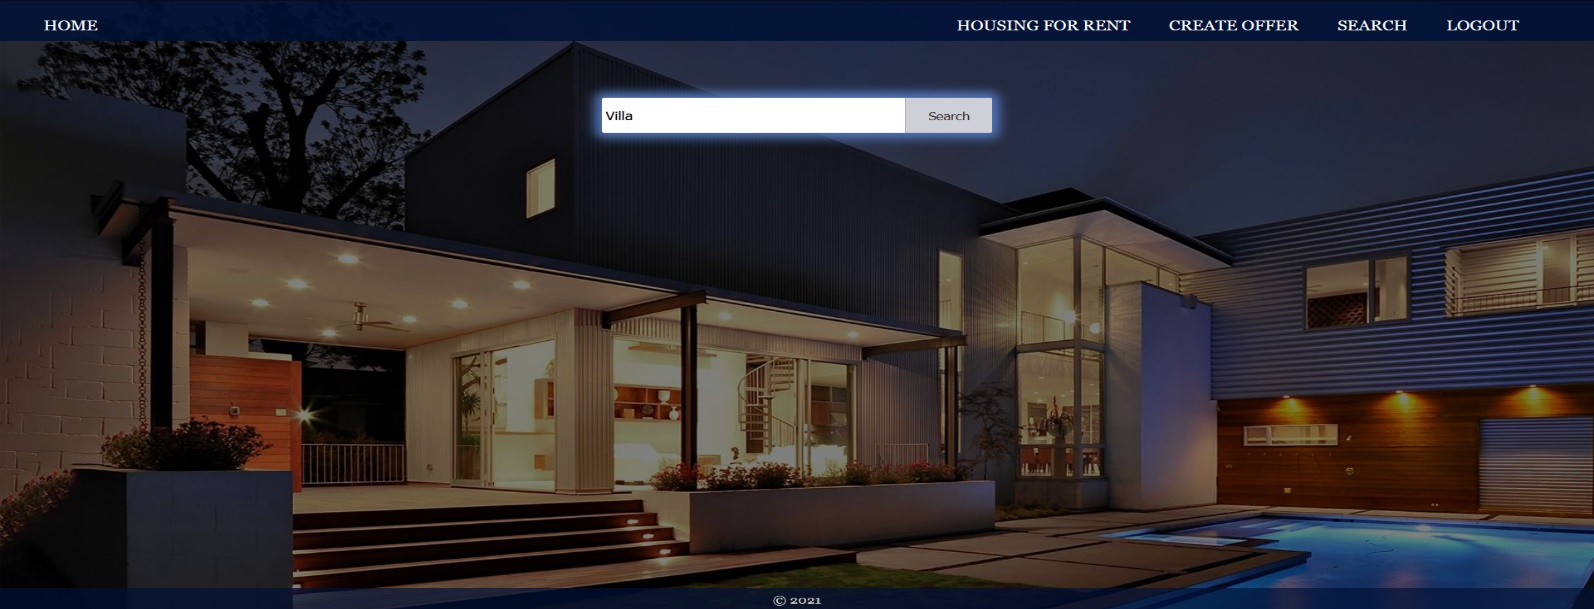 HOME HOUSING FOR RENT CREATE OFFER SEARCH LOGOUT
Villa Search
© 2021